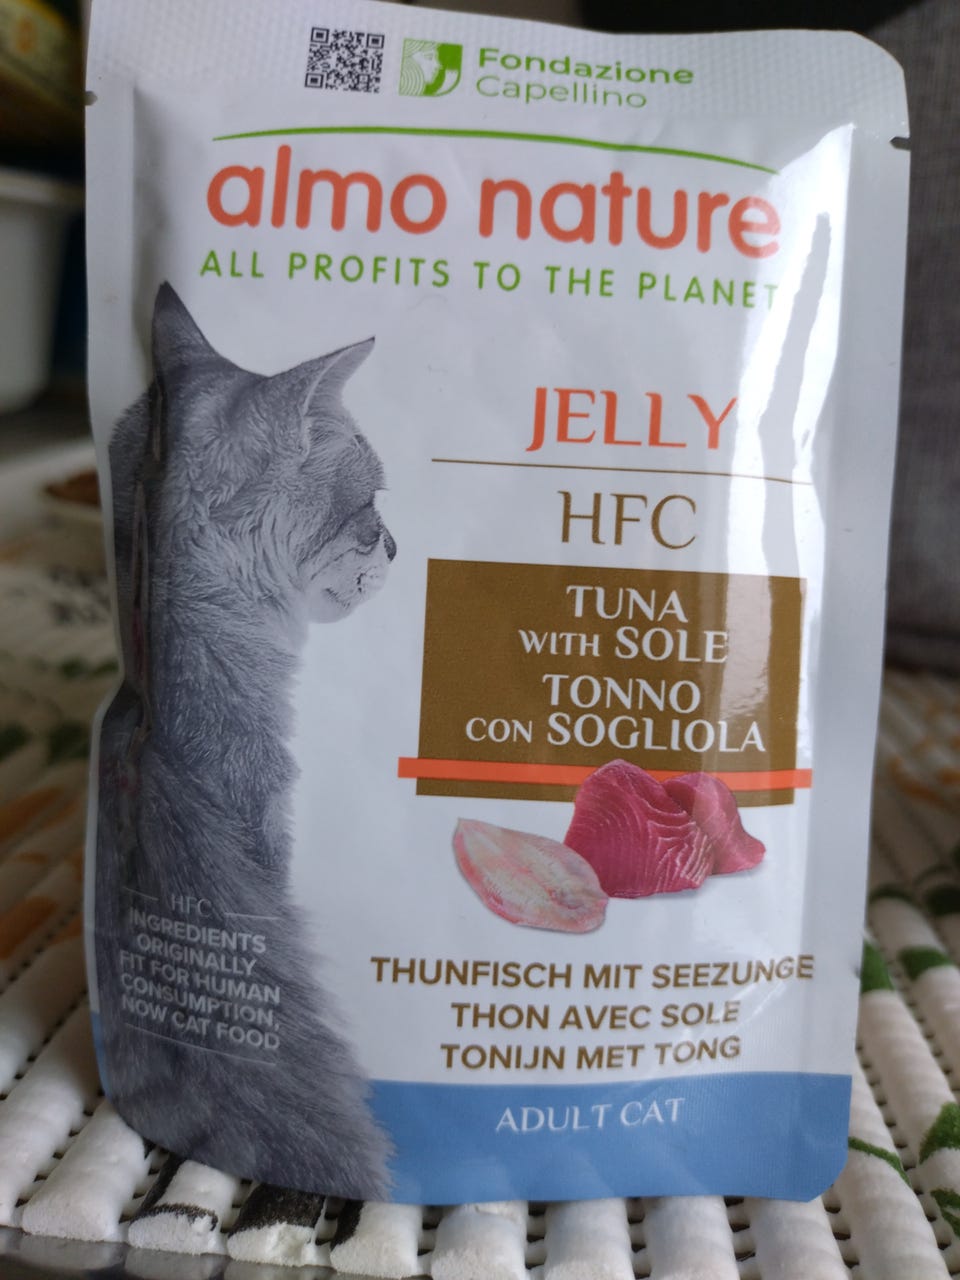 Fondazione
Capellino
almo nature
ALL PROFITS TO THE PLANET
JELLY
HFC
TUNA
WITH SOLE
TONNO
CON SOGLIOLA
HFC
INGREDIENTS
ORIGINALLY
FIT FOR HUMAN
CONSUMPTION,
NOW CAT FOOD
THUNFISCH MIT SEEZUNGE
THON AVEC SOLE
TONIJN MET TONG
ADULT CAT